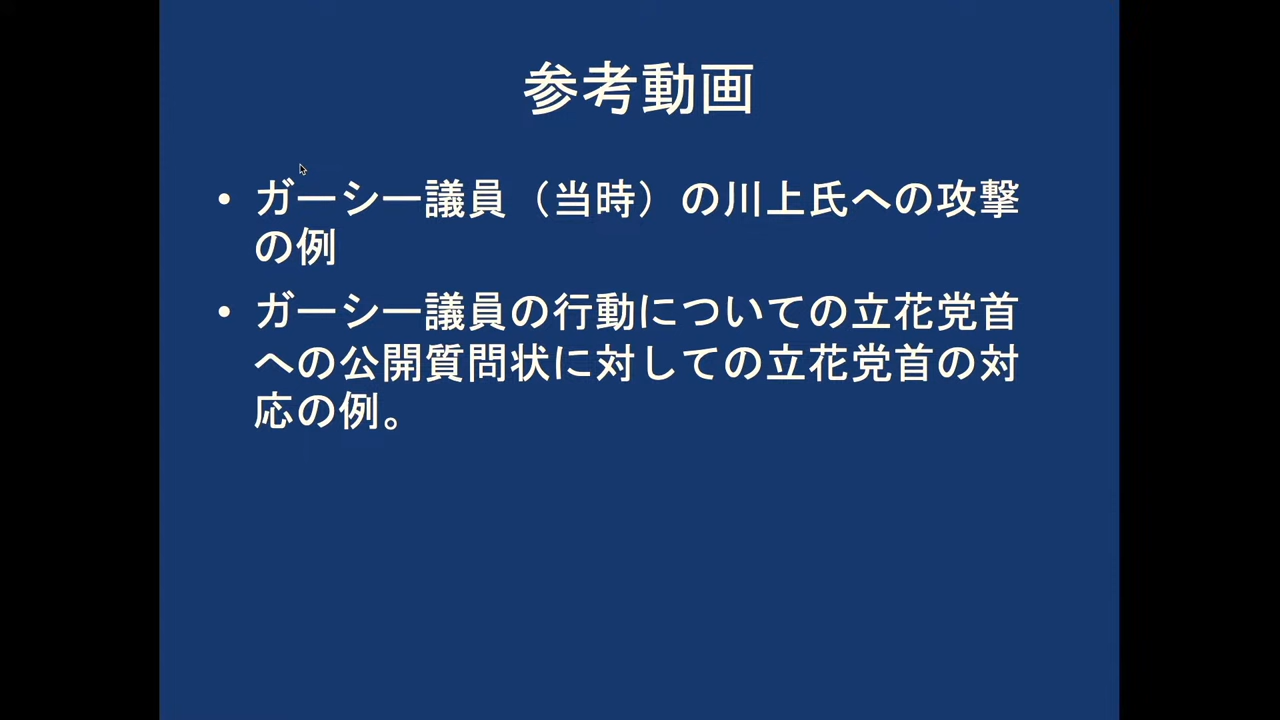 参考動画
• ガーシー議員（当時）の川上氏への攻撃
の例
• ガーシー議員の行動についての立花党首
への公開質問状に対しての立花党首の対
応の例。